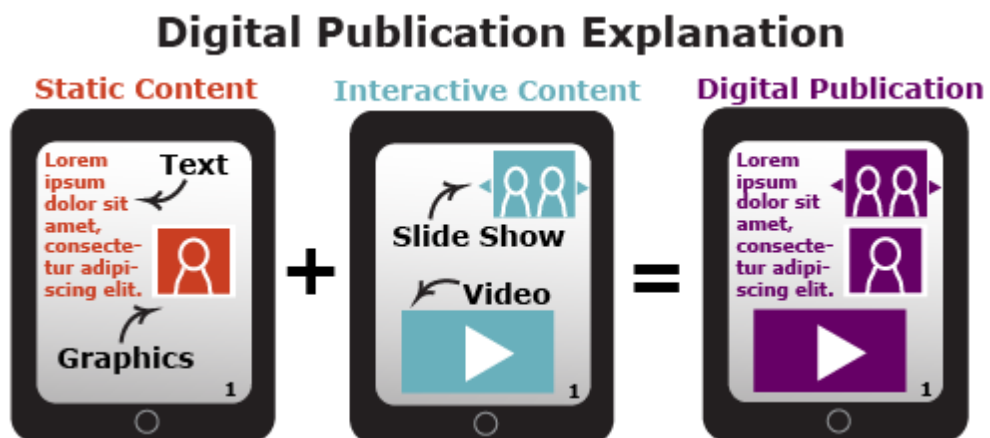 Digital Publication Explanation
Static Content
Lorem
ipsum
dolor sit
amet,
consecte-
tur adipi-
scing elit.
Text
Graphics
1
+
Interactive Content
Slide Show
Video
1
=
Digital Publication
Lorem
ipsum
dolor sit
amet,
consecte-
tur adipi-
scing elit.
1